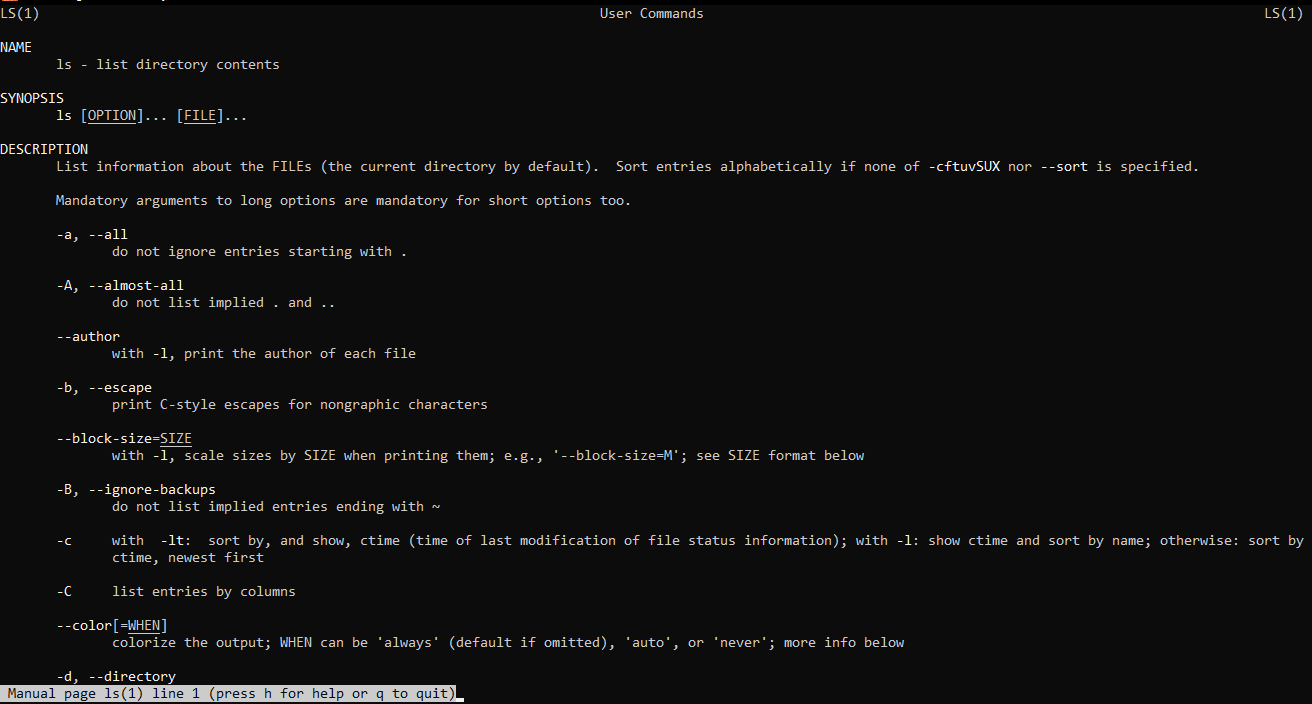 LS(1) User Commands LS(1)
NAME
ls - list directory contents
SYNOPSIS
ls [OPTION]... [FILE]...
DESCRIPTION
List information about the FILEs (the current directory by default).  Sort entries alphabetically if none of -cftuvSUX nor --sort is specified.
Mandatory arguments to long options are mandatory for short options too.
-a, --all
do not ignore entries starting with .
-A, --almost-all
do not list implied . and ..
--author
with -l, print the author of each file
-b, --escape
print C-style escapes for nongraphic characters
--block-size=SIZE
with -l, scale sizes by SIZE when printing them; e.g., '--block-size=M'; see SIZE format below
-B, --ignore-backups
do not list implied entries ending with ~
-c with  -lt:  sort by, and show, ctime (time of last modification of file status information); with -l: show ctime and sort by name; otherwise: sort by
ctime, newest first
-C list entries by columns
--color[=WHEN]
colorize the output; WHEN can be 'always' (default if omitted), 'auto', or 'never'; more info below
-d, --directory
Manual page ls(1) line 1 (press h for help or q to quit)